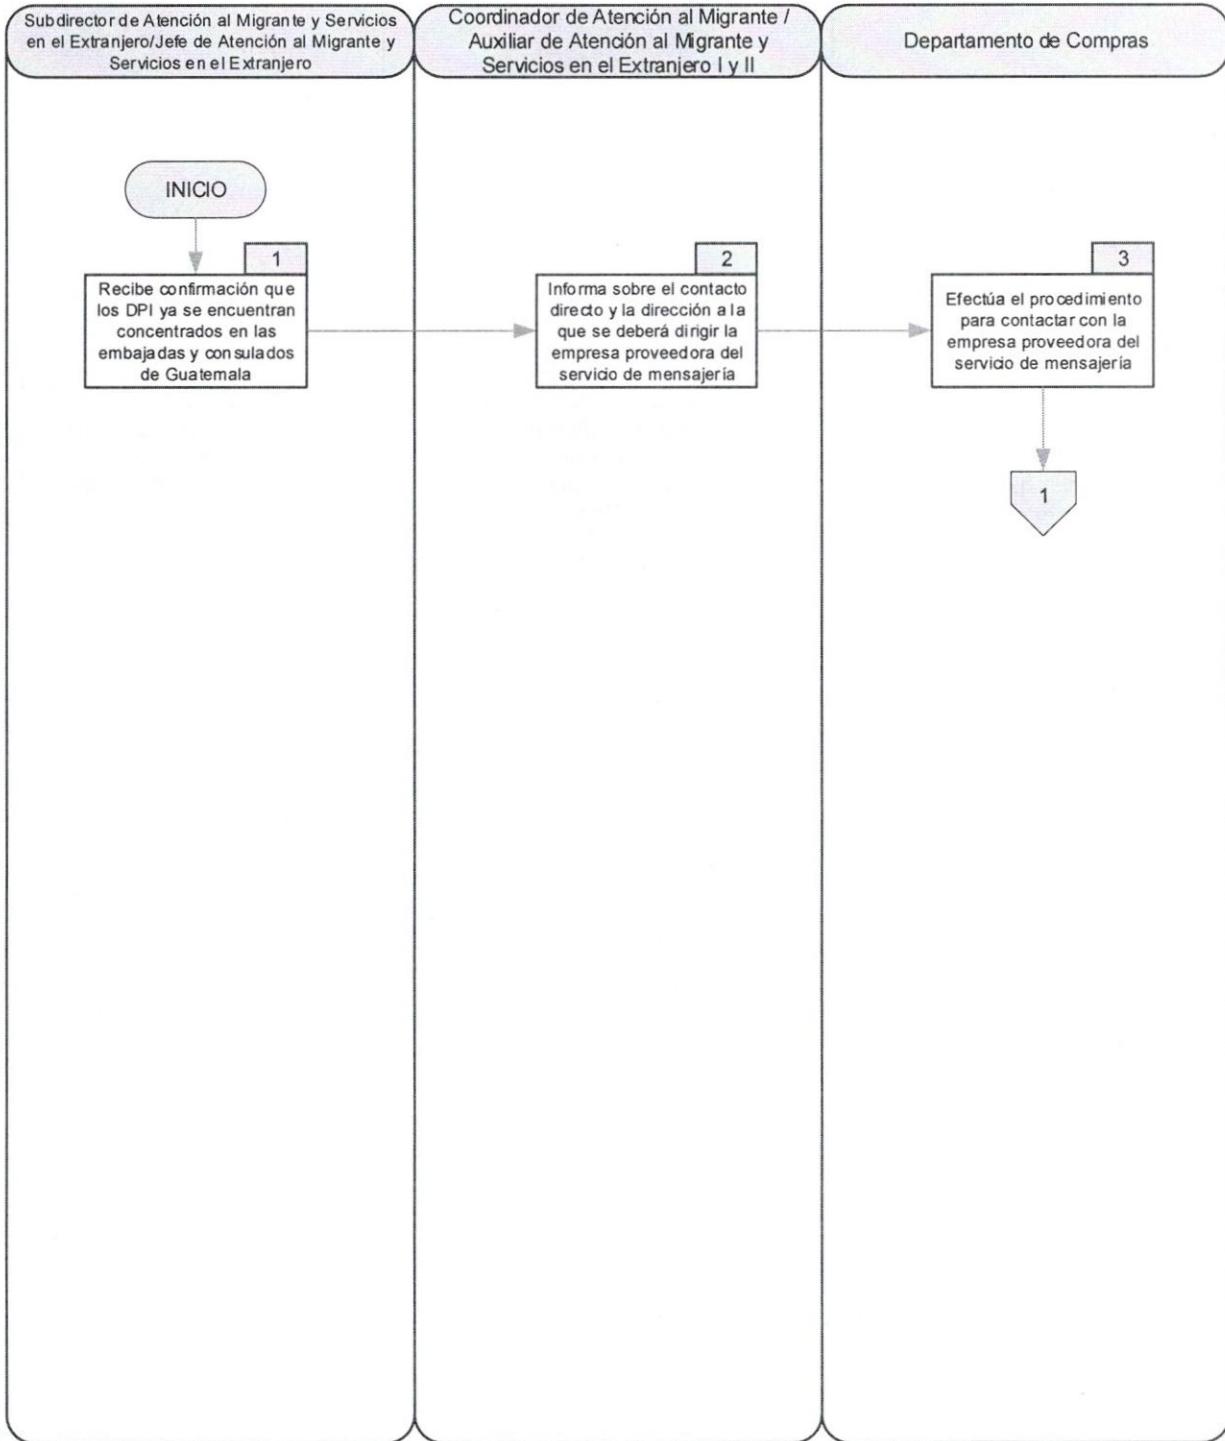 Subdirector de Atención al Migrante y Servicios
en el Extranjero/Jefe de Atención al Migrante y
Servicios en el Extranjero
Coordinador de Atención al Migrante /
Auxiliar de Atención al Migrante y
Servicios en el Extranjero I y II
Departamento de Compras
INICIO
1
Recibe confirmación que
los DPI ya se encuentran
concentrados en las
embajadas y consulados
de Guatemala
2
Informa sobre el contacto
directo y la dirección a la
que se deberá dirigir la
empresa proveedora del
servicio de mensajería
3
Efectúa el procedimiento
para contactar con la
empresa proveedora del
servicio de mensajería
1